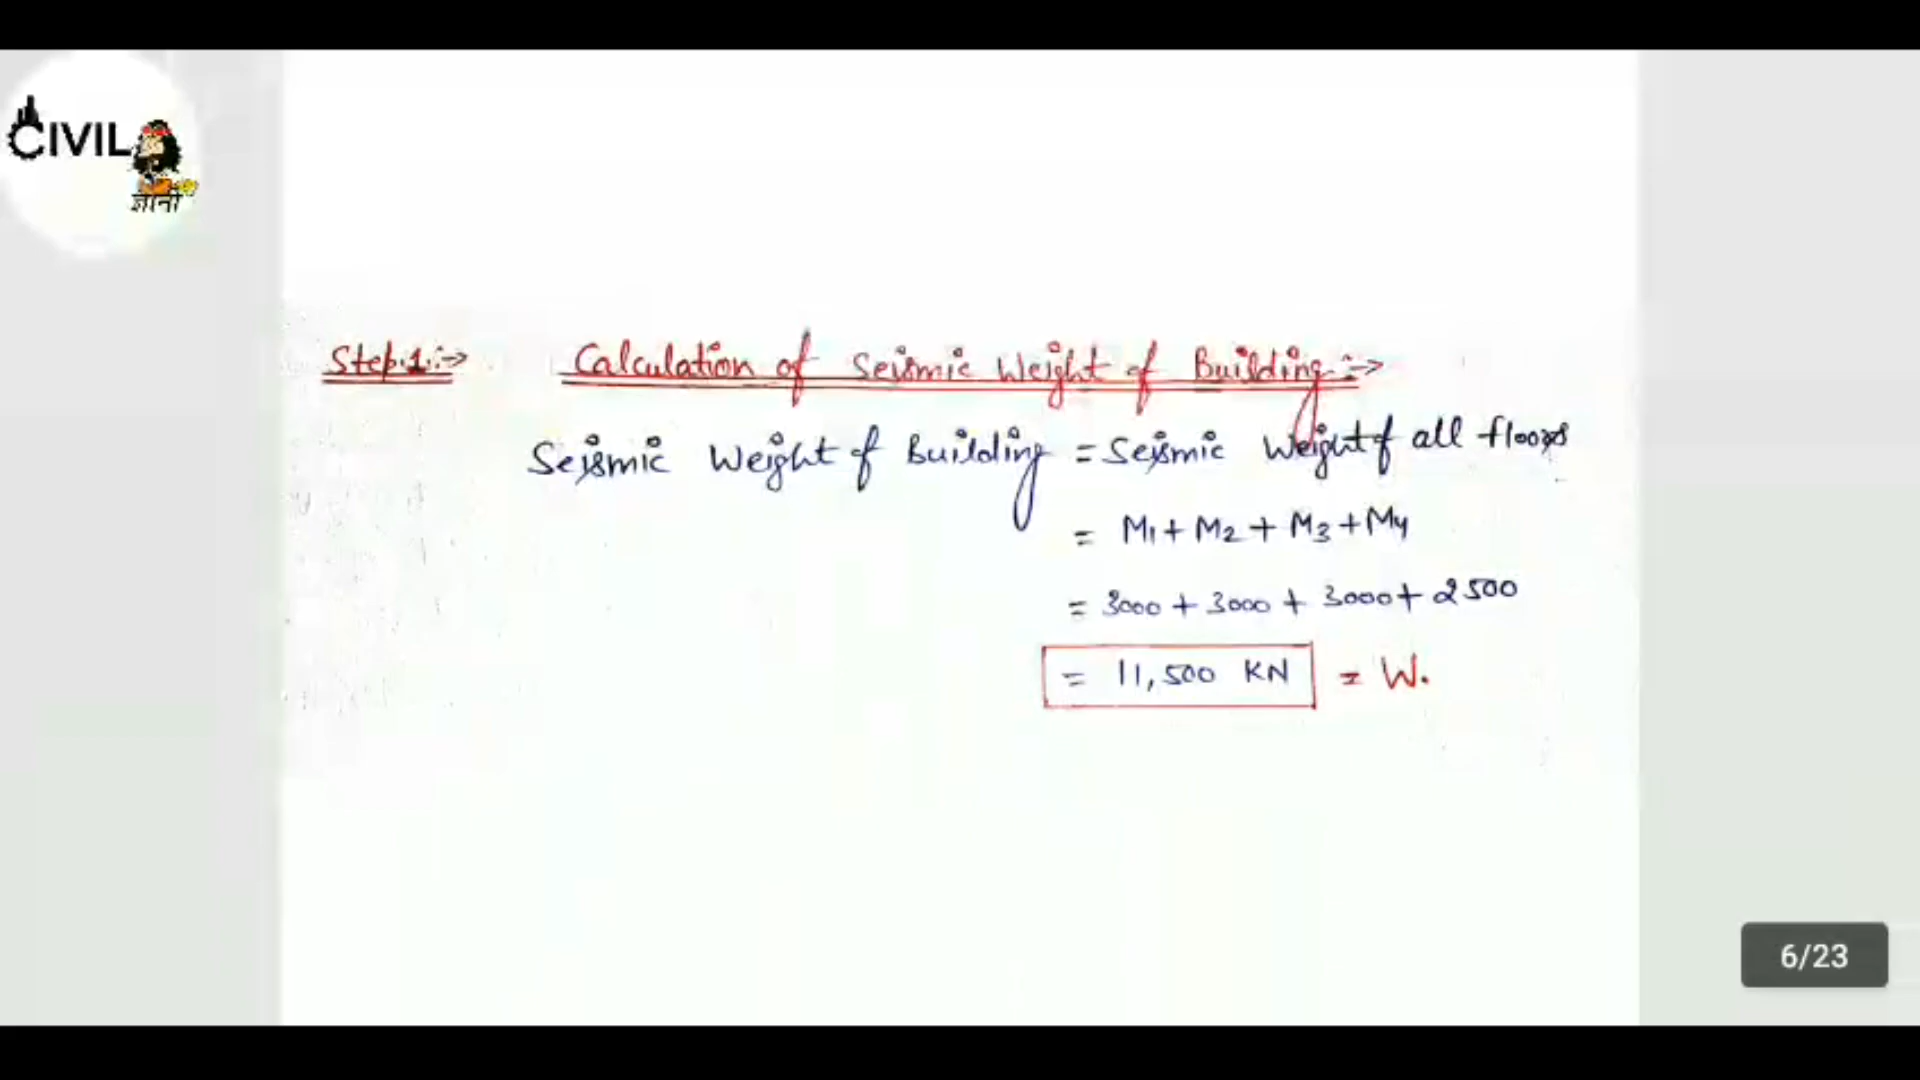 CIVIL
ज्ञानी
Step.1:->
Calculation of Seismic Weight of Building:->
Seismic Weight of Building = Seismic Weight of all floors
= M1 + M2 + M3 + M4
= 3000 + 3000 + 3000 + 2500
= 11,500 KN = W.
6/23